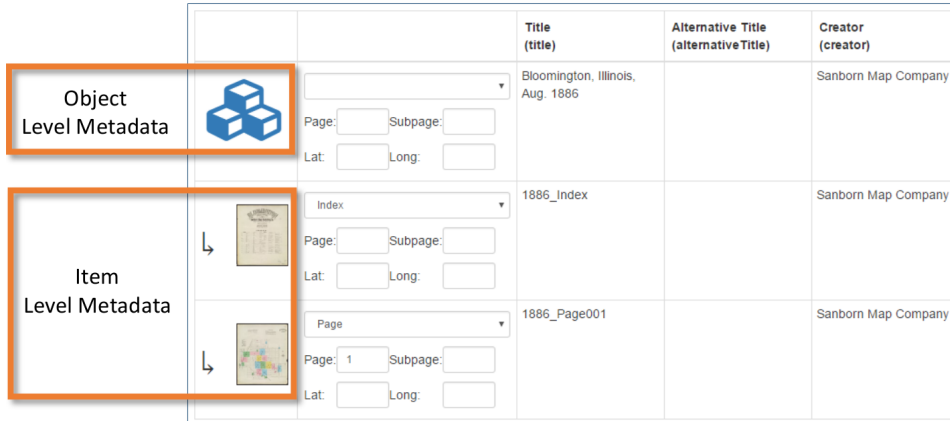 Title
(title)
Alternative Title
(alternativeTitle)
Creator
(creator)
Object
Level Metadata
Bloomington, Illinois,
Aug. 1886
Sanborn Map Company
Page: Subpage:
Lat: Long:
Item
Level Metadata
Index
1886_Index
Sanborn Map Company
Page: Subpage:
Lat: Long:
Page
1886_Page001
Sanborn Map Company
Page: 1 Subpage:
Lat: Long: